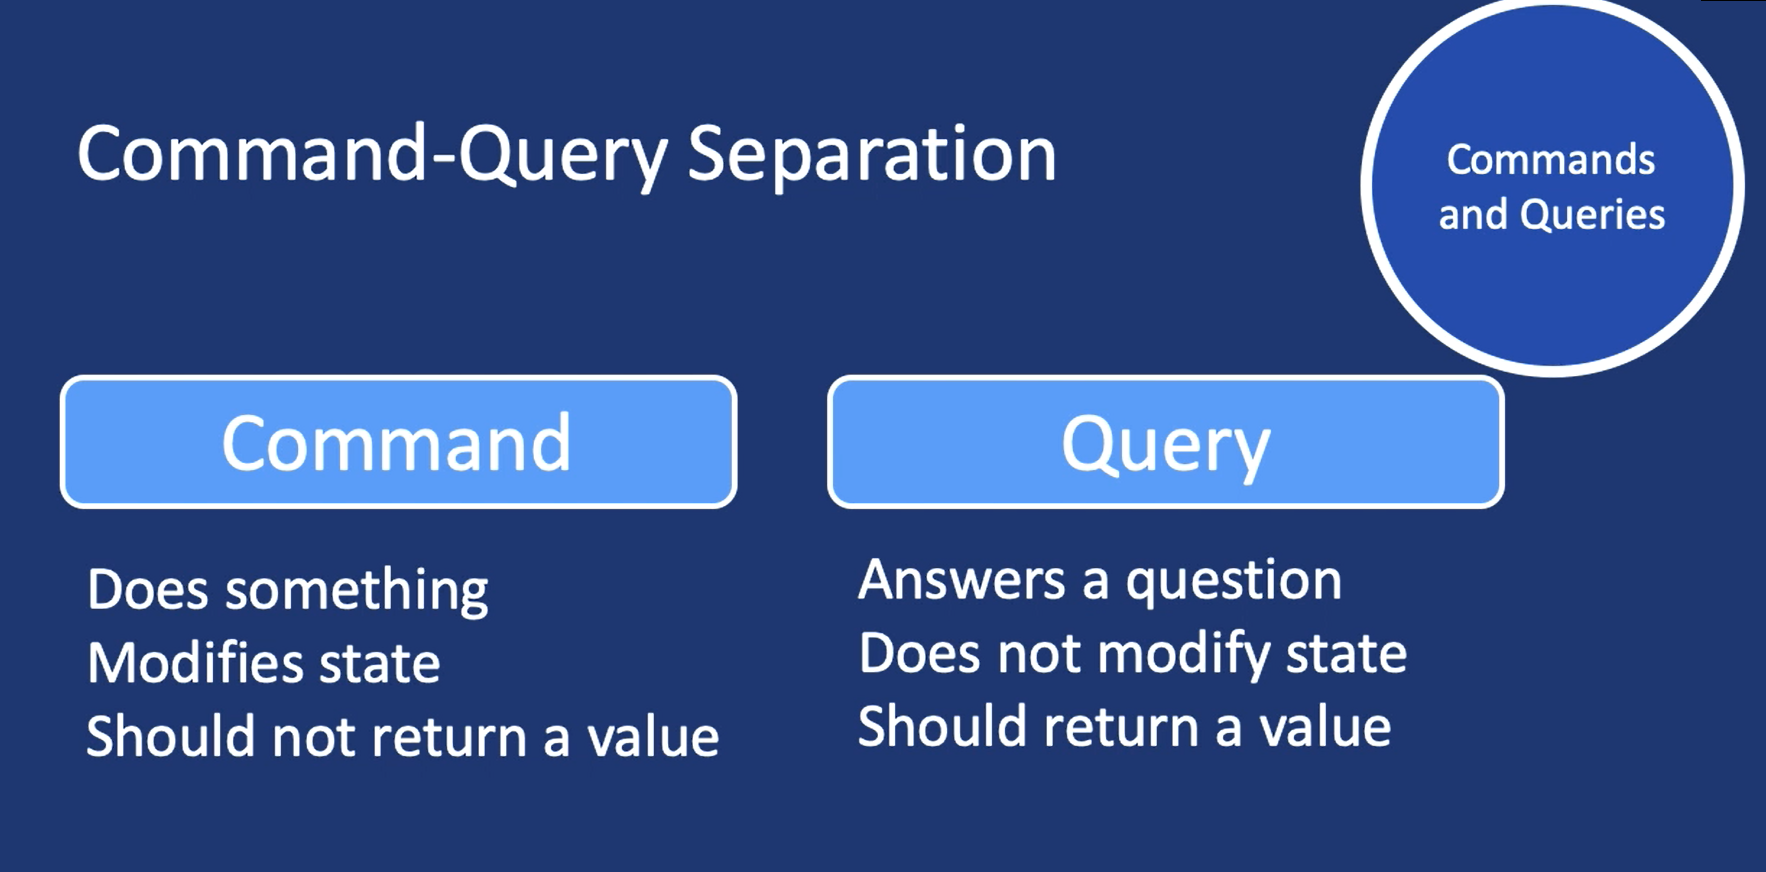 Command-Query Separation
Commands
and Queries
Command
Does something
Modifies state
Should not return a value
Query
Answers a question
Does not modify state
Should return a value